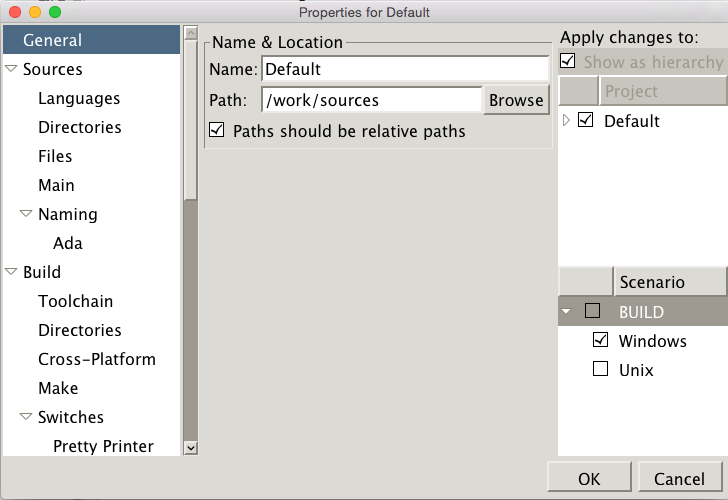 Properties for Default
General
Sources
Languages
Directories
Files
Main
Naming
Ada
Build
Toolchain
Directories
Cross-Platform
Make
Switches
Pretty Printer
Name & Location
Name: Default
Path: /work/sources Browse
Paths should be relative paths
Apply changes to:
Show as hierarchy
Project
Default
Scenario
BUILD
Windows
Unix
OK Cancel